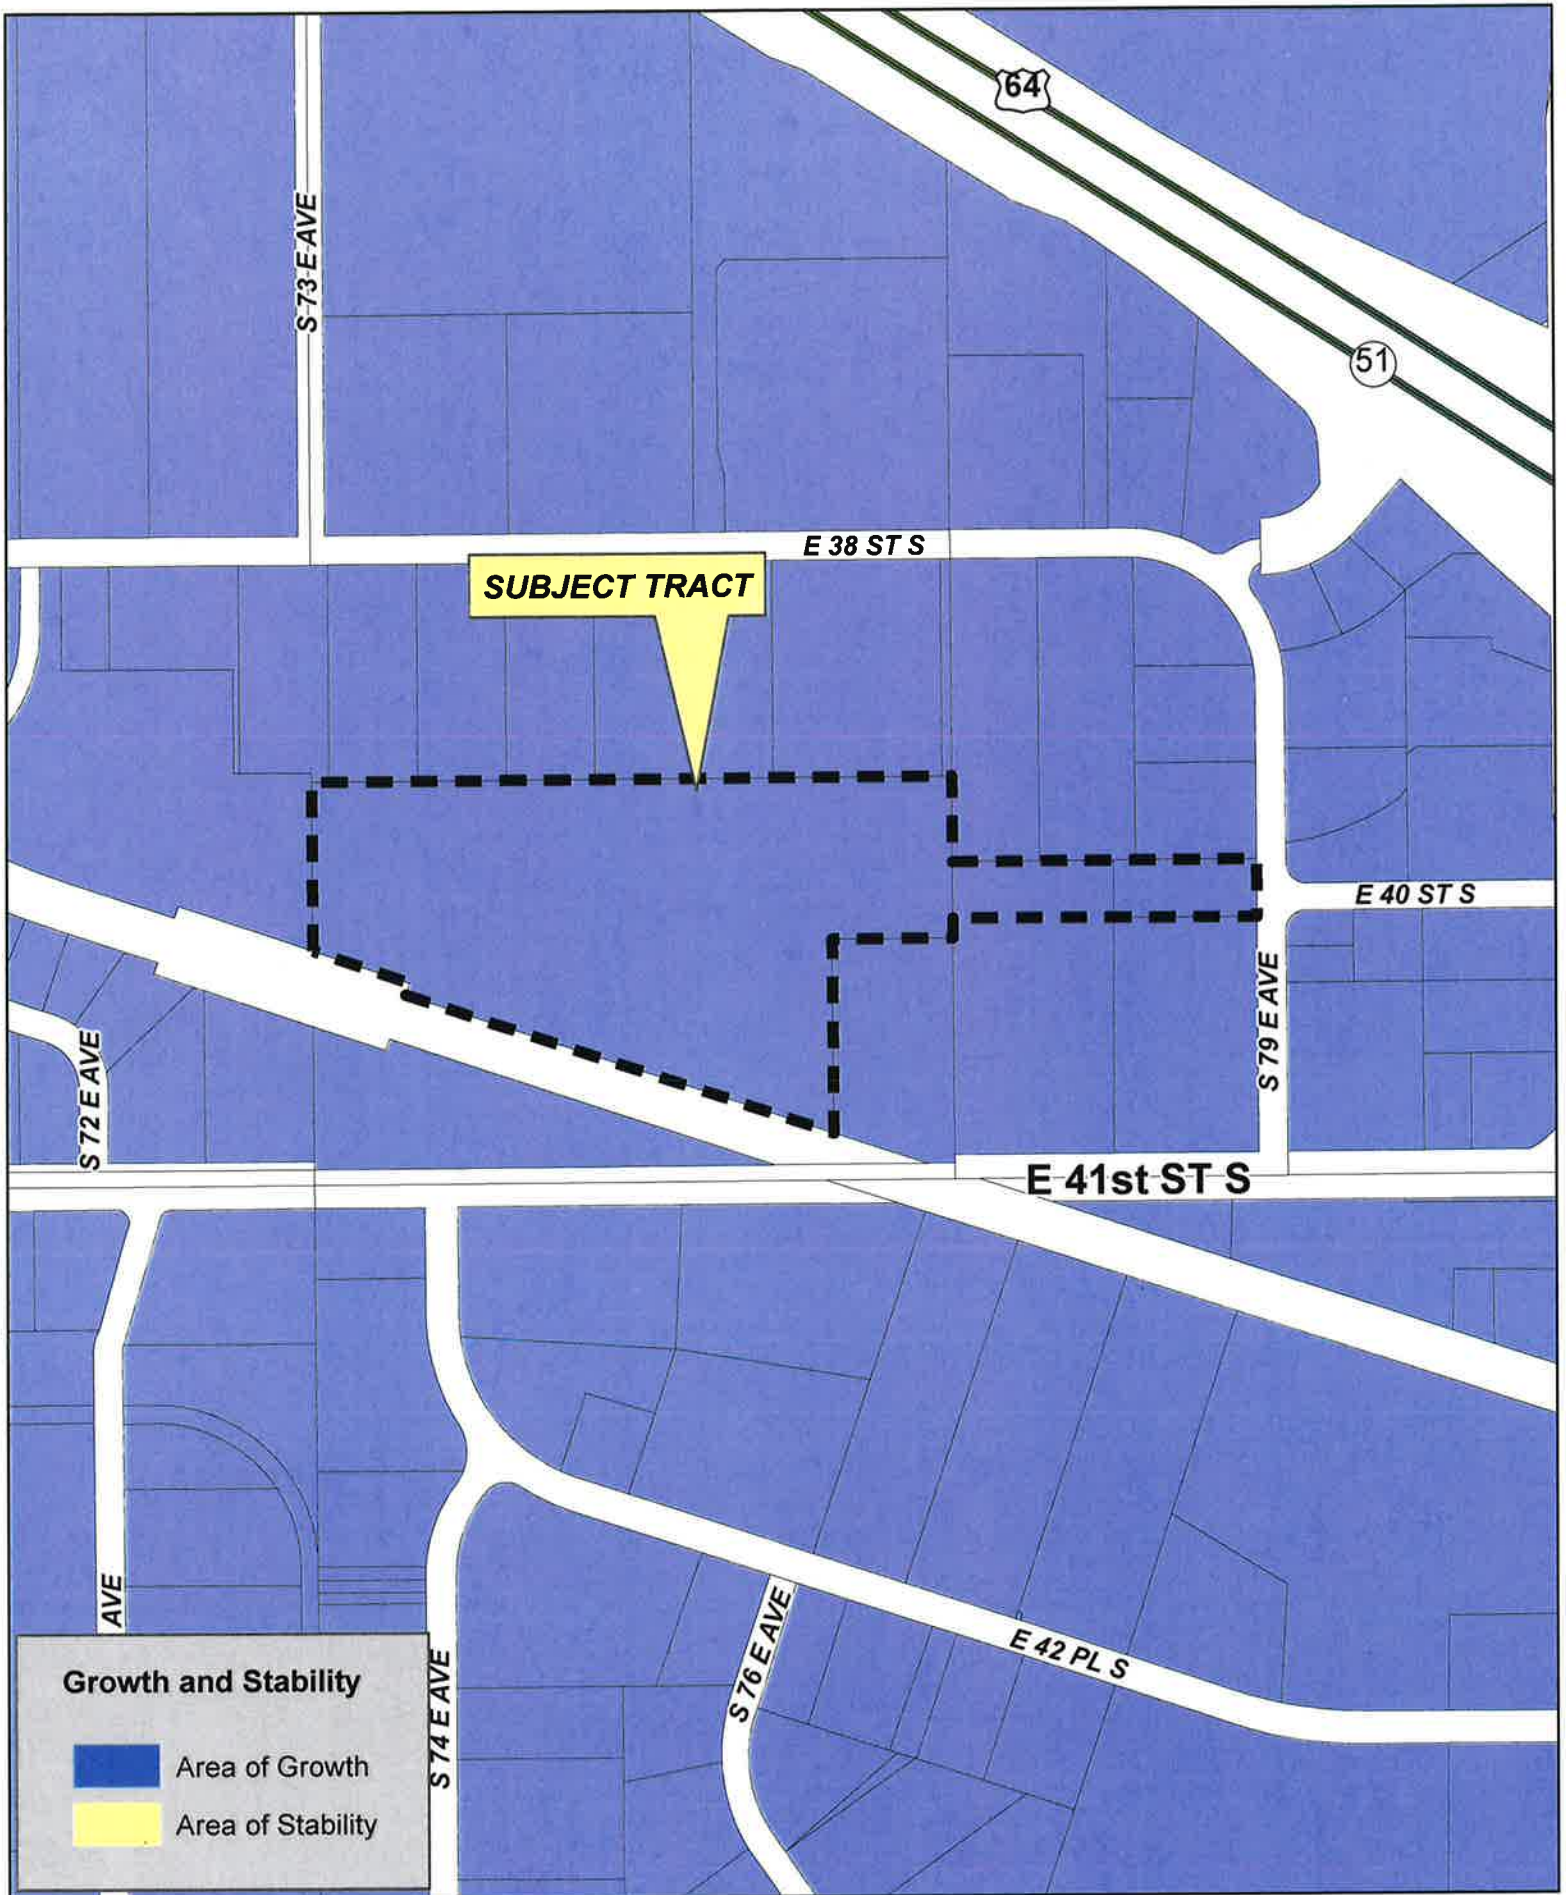 64
S 73 E AVE
51
E 38 ST S
SUBJECT TRACT
E 40 ST S
S 79 E AVE
S 72 E AVE
E 41st ST S
AVE
S 74 E AVE
S 76 E AVE
E 42 PL S
Growth and Stability
Area of Growth
Area of Stability